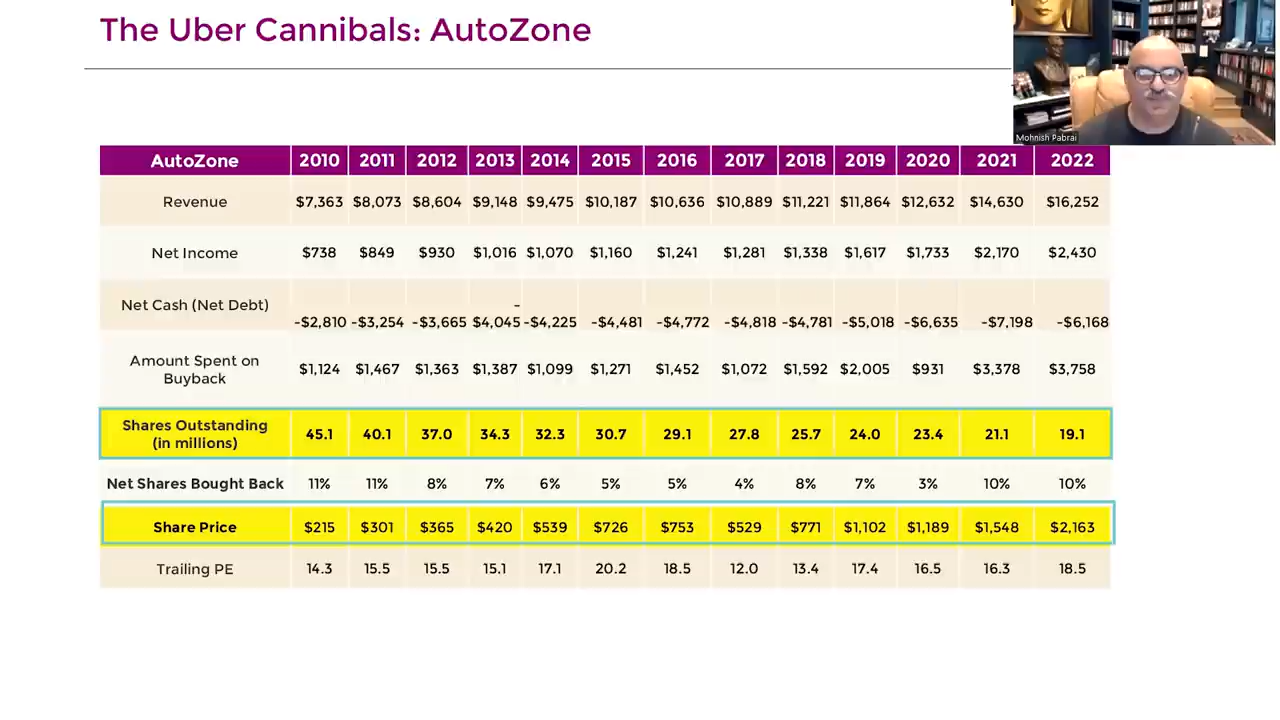 The Uber Cannibals: AutoZone
Mohnish Pabrai
AutoZone 2010 2011 2012 2013 2014 2015 2016 2017 2018 2019 2020 2021 2022
Revenue $7,363 $8,073 $8,604 $9,148 $9,475 $10,187 $10,636 $10,889 $11,221 $11,864 $12,632 $14,630 $16,252
Net Income $738 $849 $930 $1,016 $1,070 $1,160 $1,241 $1,281 $1,338 $1,617 $1,733 $2,170 $2,430
Net Cash (Net Debt) -$2,810 -$3,254 -$3,665 -$4,045 -$4,225 -$4,481 -$4,772 -$4,818 -$4,781 -$5,018 -$6,635 -$7,198 -$6,168
Amount Spent on
Buyback $1,124 $1,467 $1,363 $1,387 $1,099 $1,271 $1,452 $1,072 $1,592 $2,005 $931 $3,378 $3,758
Shares Outstanding
(in millions) 45.1 40.1 37.0 34.3 32.3 30.7 29.1 27.8 25.7 24.0 23.4 21.1 19.1
Net Shares Bought Back 11% 11% 8% 7% 6% 5% 5% 4% 8% 7% 3% 10% 10%
Share Price $215 $301 $365 $420 $539 $726 $753 $529 $771 $1,102 $1,189 $1,548 $2,163
Trailing PE 14.3 15.5 15.5 15.1 17.1 20.2 18.5 12.0 13.4 17.4 16.5 16.3 18.5